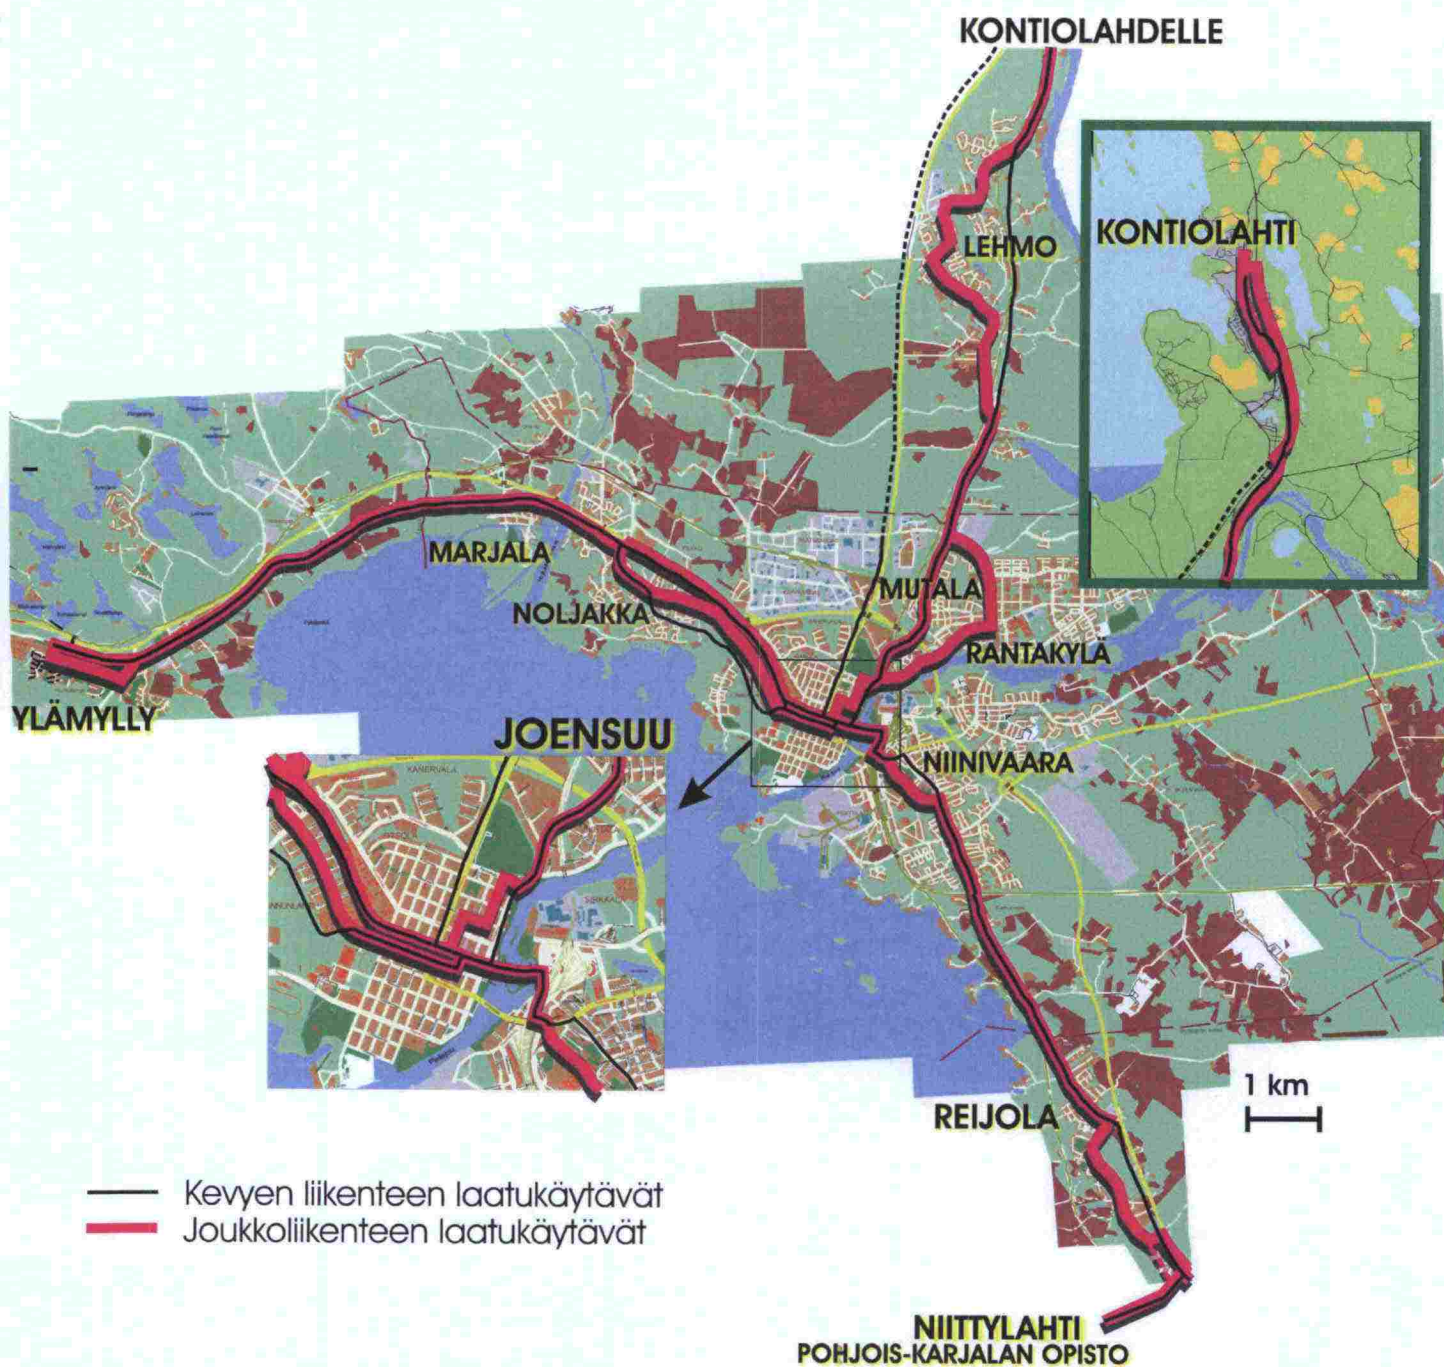 KONTIOLAHDELLE
KONTIOLAHTI
LEHMO
MARJALA
MUTALA
NOLJAKKA
RANTAKYLÄ
YLÄMYLLY
JOENSUU
NIINIVAARA
KANERVALA
1 km
REIJOLA
Kevyen liikenteen laatukäytävät
Joukkoliikenteen laatukäytävät
NIITTYLAHTI
POHJOIS-KARJALAN OPISTO